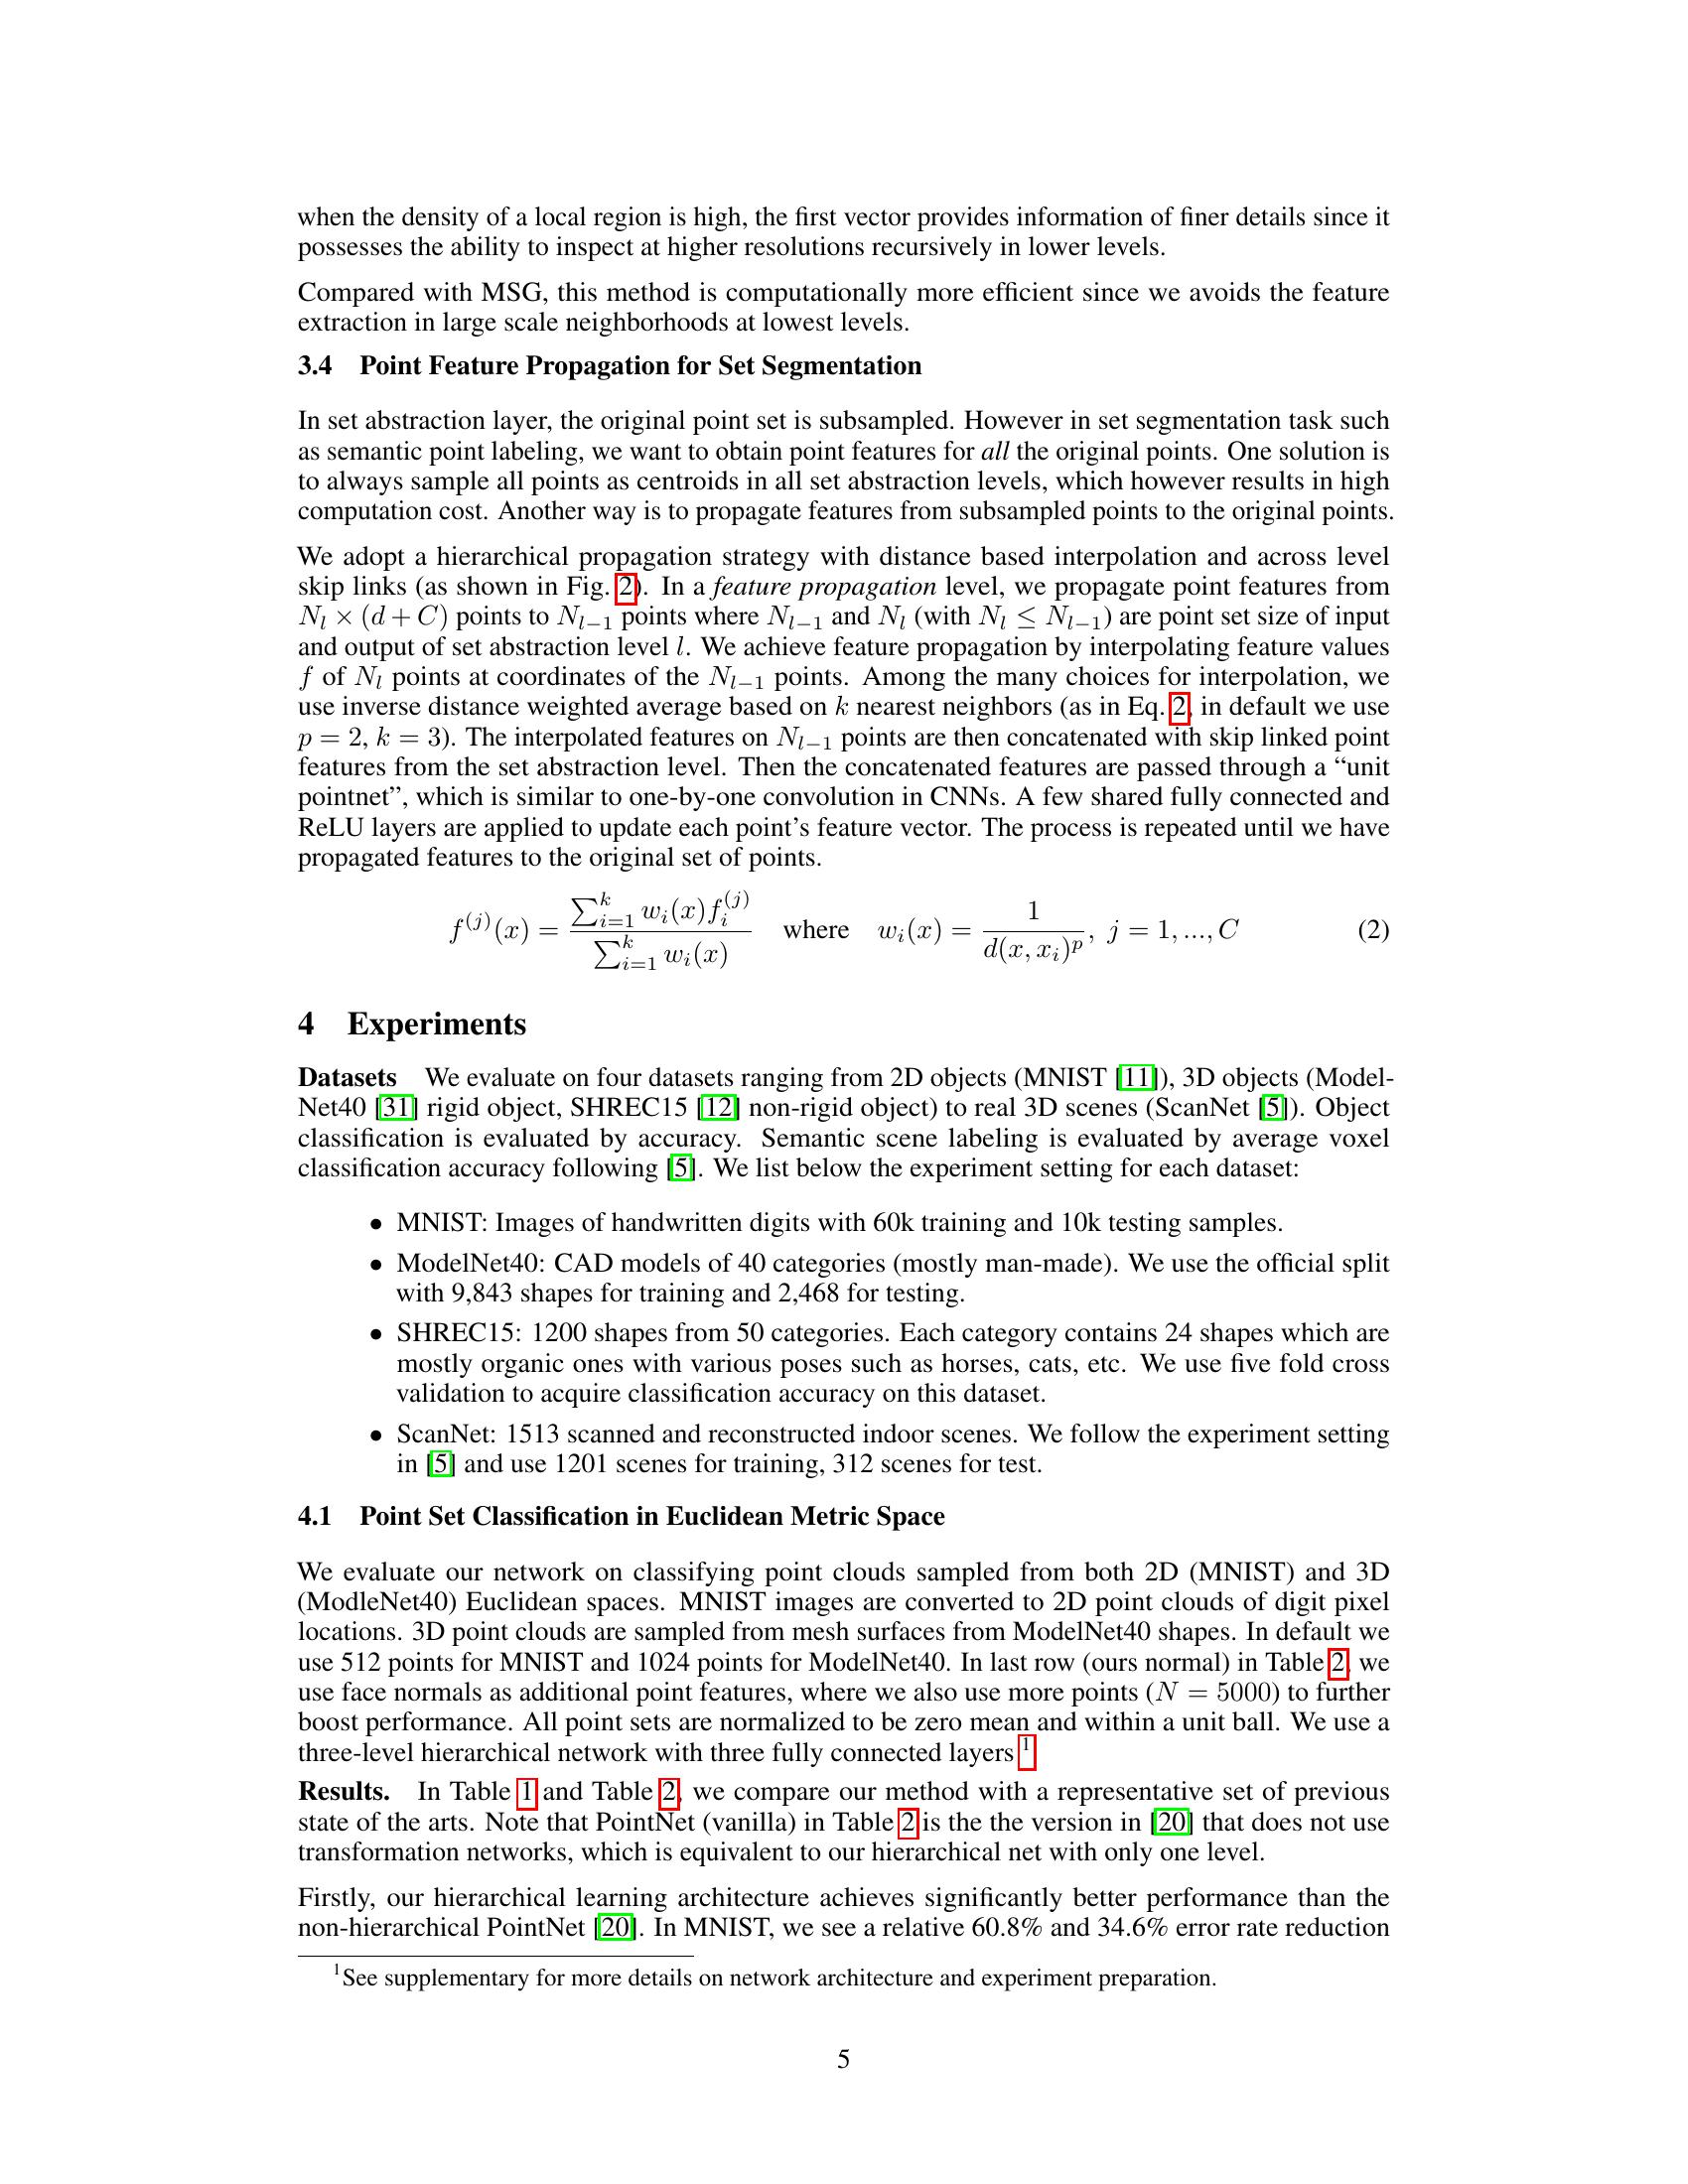 when the density of a local region is high, the first vector provides information of finer details since it
possesses the ability to inspect at higher resolutions recursively in lower levels.
Compared with MSG, this method is computationally more efficient since we avoids the feature
extraction in large scale neighborhoods at lowest levels.
3.4 Point Feature Propagation for Set Segmentation
In set abstraction layer, the original point set is subsampled. However in set segmentation task such
as semantic point labeling, we want to obtain point features for all the original points. One solution is
to always sample all points as centroids in all set abstraction levels, which however results in high
computation cost. Another way is to propagate features from subsampled points to the original points.
We adopt a hierarchical propagation strategy with distance based interpolation and across level
skip links (as shown in Fig. 2). In a feature propagation level, we propagate point features from
$N_l \times (d + C)$ points to $N_{l-1}$ points where $N_{l-1}$ and $N_l$ (with $N_l \leq N_{l-1}$) are point set size of input
and output of set abstraction level $l$. We achieve feature propagation by interpolating feature values
$f$ of $N_l$ points at coordinates of the $N_{l-1}$ points. Among the many choices for interpolation, we
use inverse distance weighted average based on $k$ nearest neighbors (as in Eq. 2, in default we use
$p = 2$, $k = 3$). The interpolated features on $N_{l-1}$ points are then concatenated with skip linked point
features from the set abstraction level. Then the concatenated features are passed through a “unit
pointnet”, which is similar to one-by-one convolution in CNNs. A few shared fully connected and
ReLU layers are applied to update each point’s feature vector. The process is repeated until we have
propagated features to the original set of points.
$f^{(j)}(x) = \frac{\sum_{i=1}^{k} w_i(x) f_i^{(j)}}{\sum_{i=1}^{k} w_i(x)}$ where $w_i(x) = \frac{1}{d(x, x_i)^p}$, $j = 1, ..., C$ (2)
4 Experiments
Datasets We evaluate on four datasets ranging from 2D objects (MNIST [11]), 3D objects (Model-
Net40 [31] rigid object, SHREC15 [12] non-rigid object) to real 3D scenes (ScanNet [5]). Object
classification is evaluated by accuracy. Semantic scene labeling is evaluated by average voxel
classification accuracy following [5]. We list below the experiment setting for each dataset:
• MNIST: Images of handwritten digits with 60k training and 10k testing samples.
• ModelNet40: CAD models of 40 categories (mostly man-made). We use the official split
with 9,843 shapes for training and 2,468 for testing.
• SHREC15: 1200 shapes from 50 categories. Each category contains 24 shapes which are
mostly organic ones with various poses such as horses, cats, etc. We use five fold cross
validation to acquire classification accuracy on this dataset.
• ScanNet: 1513 scanned and reconstructed indoor scenes. We follow the experiment setting
in [5] and use 1201 scenes for training, 312 scenes for test.
4.1 Point Set Classification in Euclidean Metric Space
We evaluate our network on classifying point clouds sampled from both 2D (MNIST) and 3D
(ModleNet40) Euclidean spaces. MNIST images are converted to 2D point clouds of digit pixel
locations. 3D point clouds are sampled from mesh surfaces from ModelNet40 shapes. In default we
use 512 points for MNIST and 1024 points for ModelNet40. In last row (ours normal) in Table 2, we
use face normals as additional point features, where we also use more points ($N = 5000$) to further
boost performance. All point sets are normalized to be zero mean and within a unit ball. We use a
three-level hierarchical network with three fully connected layers 1
Results. In Table 1 and Table 2, we compare our method with a representative set of previous
state of the arts. Note that PointNet (vanilla) in Table 2 is the the version in [20] that does not use
transformation networks, which is equivalent to our hierarchical net with only one level.
Firstly, our hierarchical learning architecture achieves significantly better performance than the
non-hierarchical PointNet [20]. In MNIST, we see a relative 60.8% and 34.6% error rate reduction
1See supplementary for more details on network architecture and experiment preparation.
5